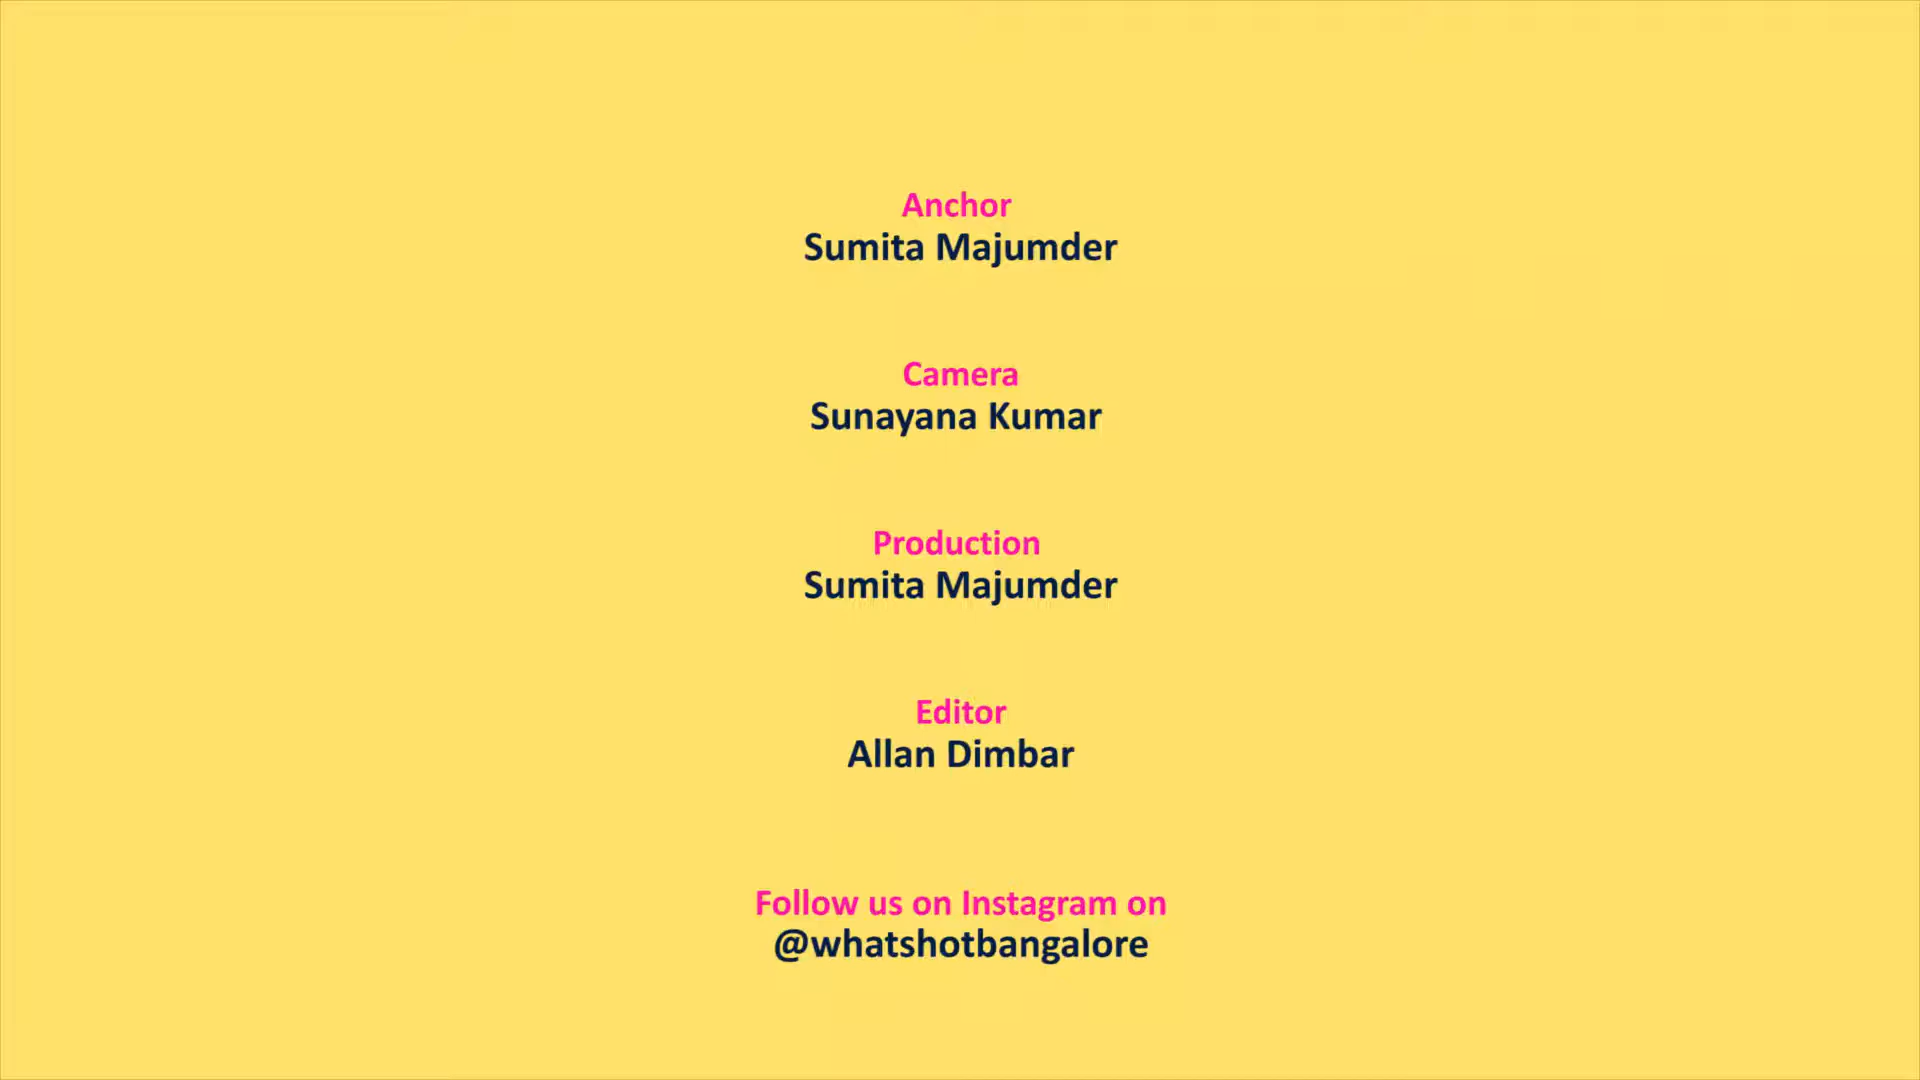 Anchor
Sumita Majumder
Camera
Sunayana Kumar
Production
Sumita Majumder
Editor
Allan Dimbar
Follow us on Instagram on
@whatshotbangalore